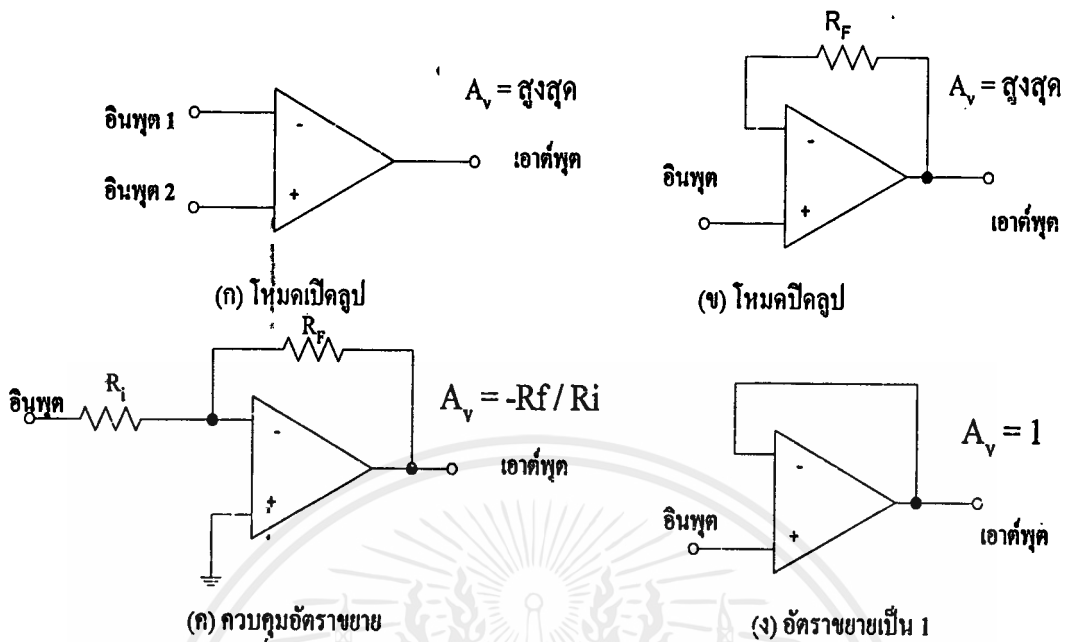 อินพุต 1
อินพุต 2
-
+
A_v = สูงสุด
เอาต์พุต
(ก) โหมดเปิดลูป
R_F
A_v = สูงสุด
-
+
อินพุต
เอาต์พุต
(ข) โหมดปิดลูป
R_F
R_i
อินพุต
-
+
A_v = -Rf / Ri
เอาต์พุต
(ค) ควบคุมอัตราขยาย
A_v = 1
-
+
อินพุต
เอาต์พุต
(ง) อัตราขยายเป็น 1